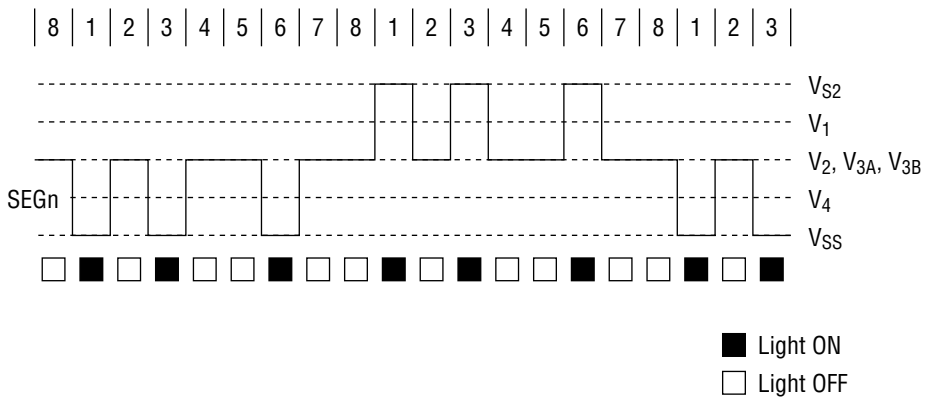 8 1 2 3 4 5 6 7 8 1 2 3 4 5 6 7 8 1 2 3
VS2
V1
V2, V3A, V3B
SEGn
V4
VSS
Light ON
Light OFF